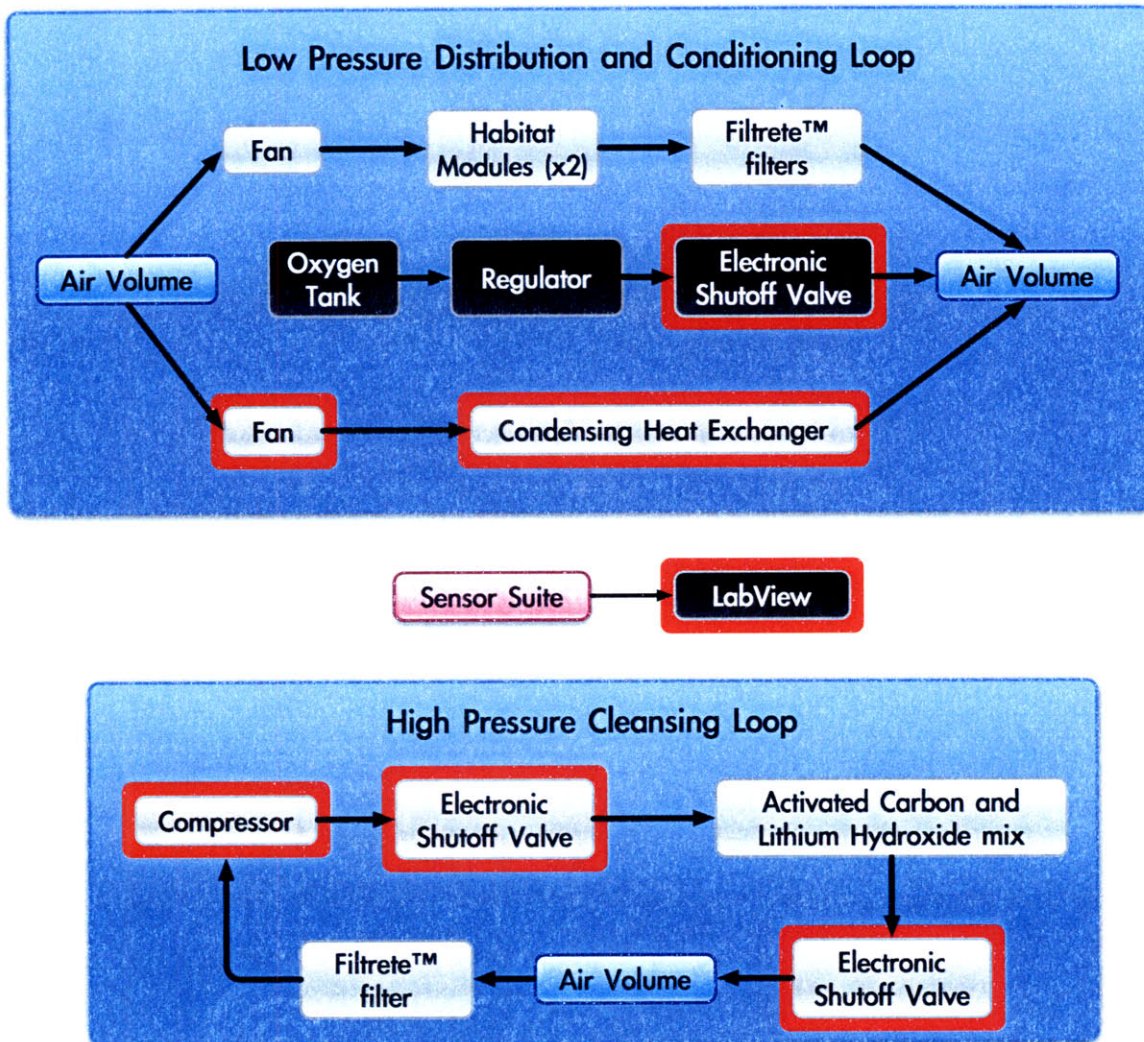 Low Pressure Distribution and Conditioning Loop
Fan
Habitat
Modules (x2)
Filtrete™
filters
Air Volume
Oxygen
Tank
Regulator
Electronic
Shutoff Valve
Air Volume
Fan
Condensing Heat Exchanger
Sensor Suite
LabView
High Pressure Cleansing Loop
Compressor
Electronic
Shutoff Valve
Activated Carbon and
Lithium Hydroxide mix
Filtrete™
filter
Air Volume
Electronic
Shutoff Valve